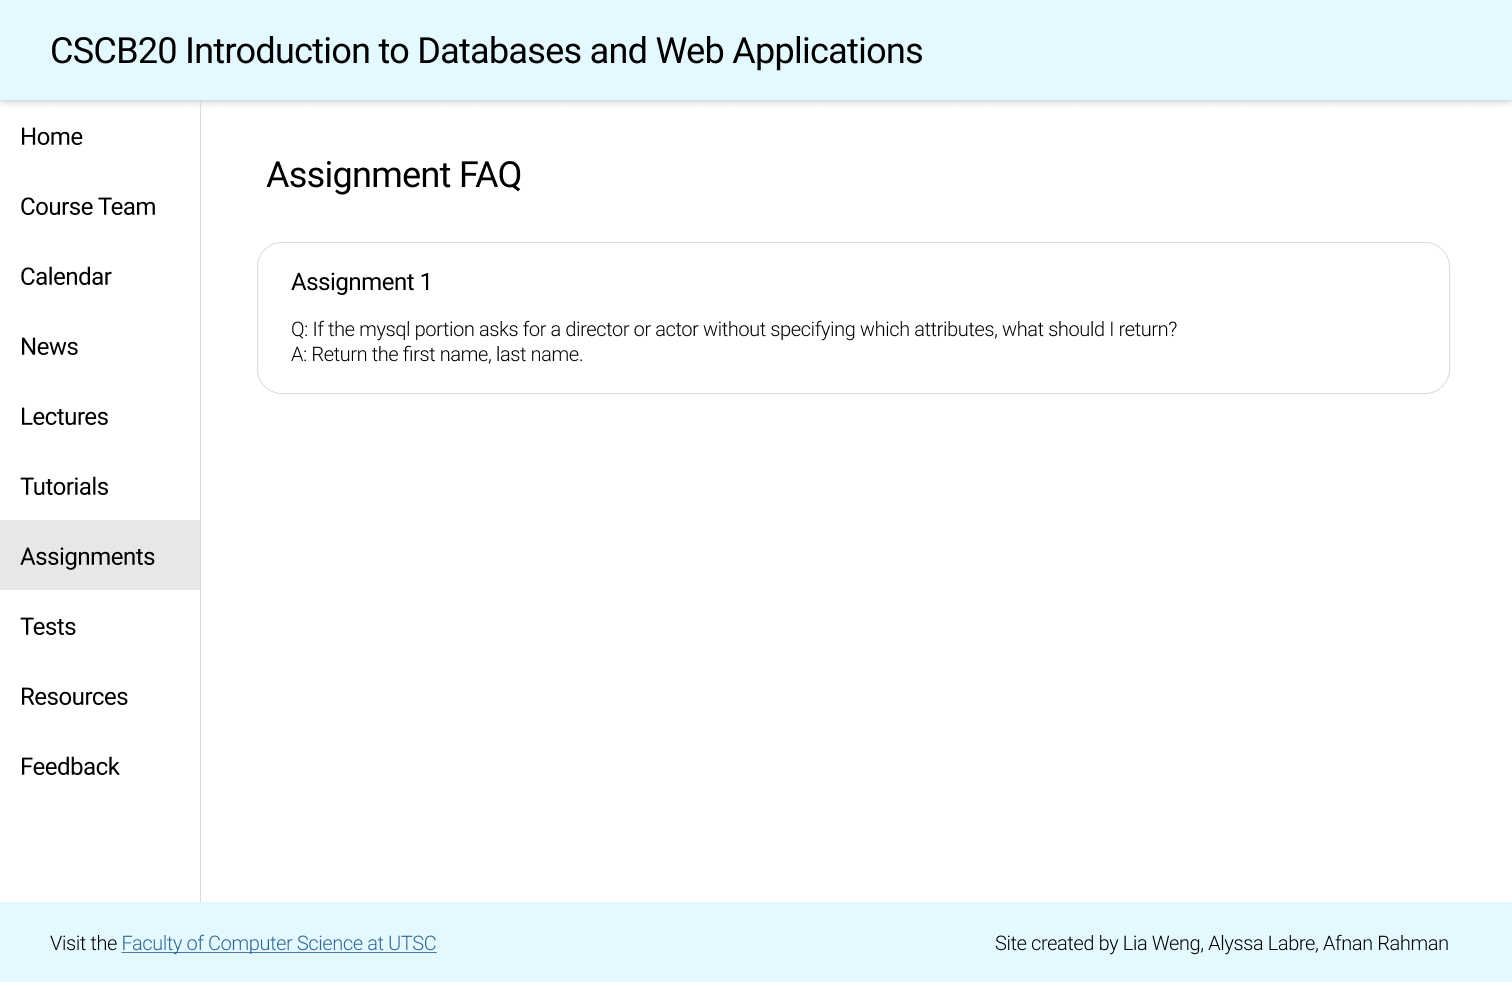 CSCB20 Introduction to Databases and Web Applications
Home
Course Team
Calendar
News
Lectures
Tutorials
Assignments
Tests
Resources
Feedback
Assignment FAQ
Assignment 1
Q: If the mysql portion asks for a director or actor without specifying which attributes, what should I return?
A: Return the first name, last name.
Visit the Faculty of Computer Science at UTSC
Site created by Lia Weng, Alyssa Labre, Afnan Rahman